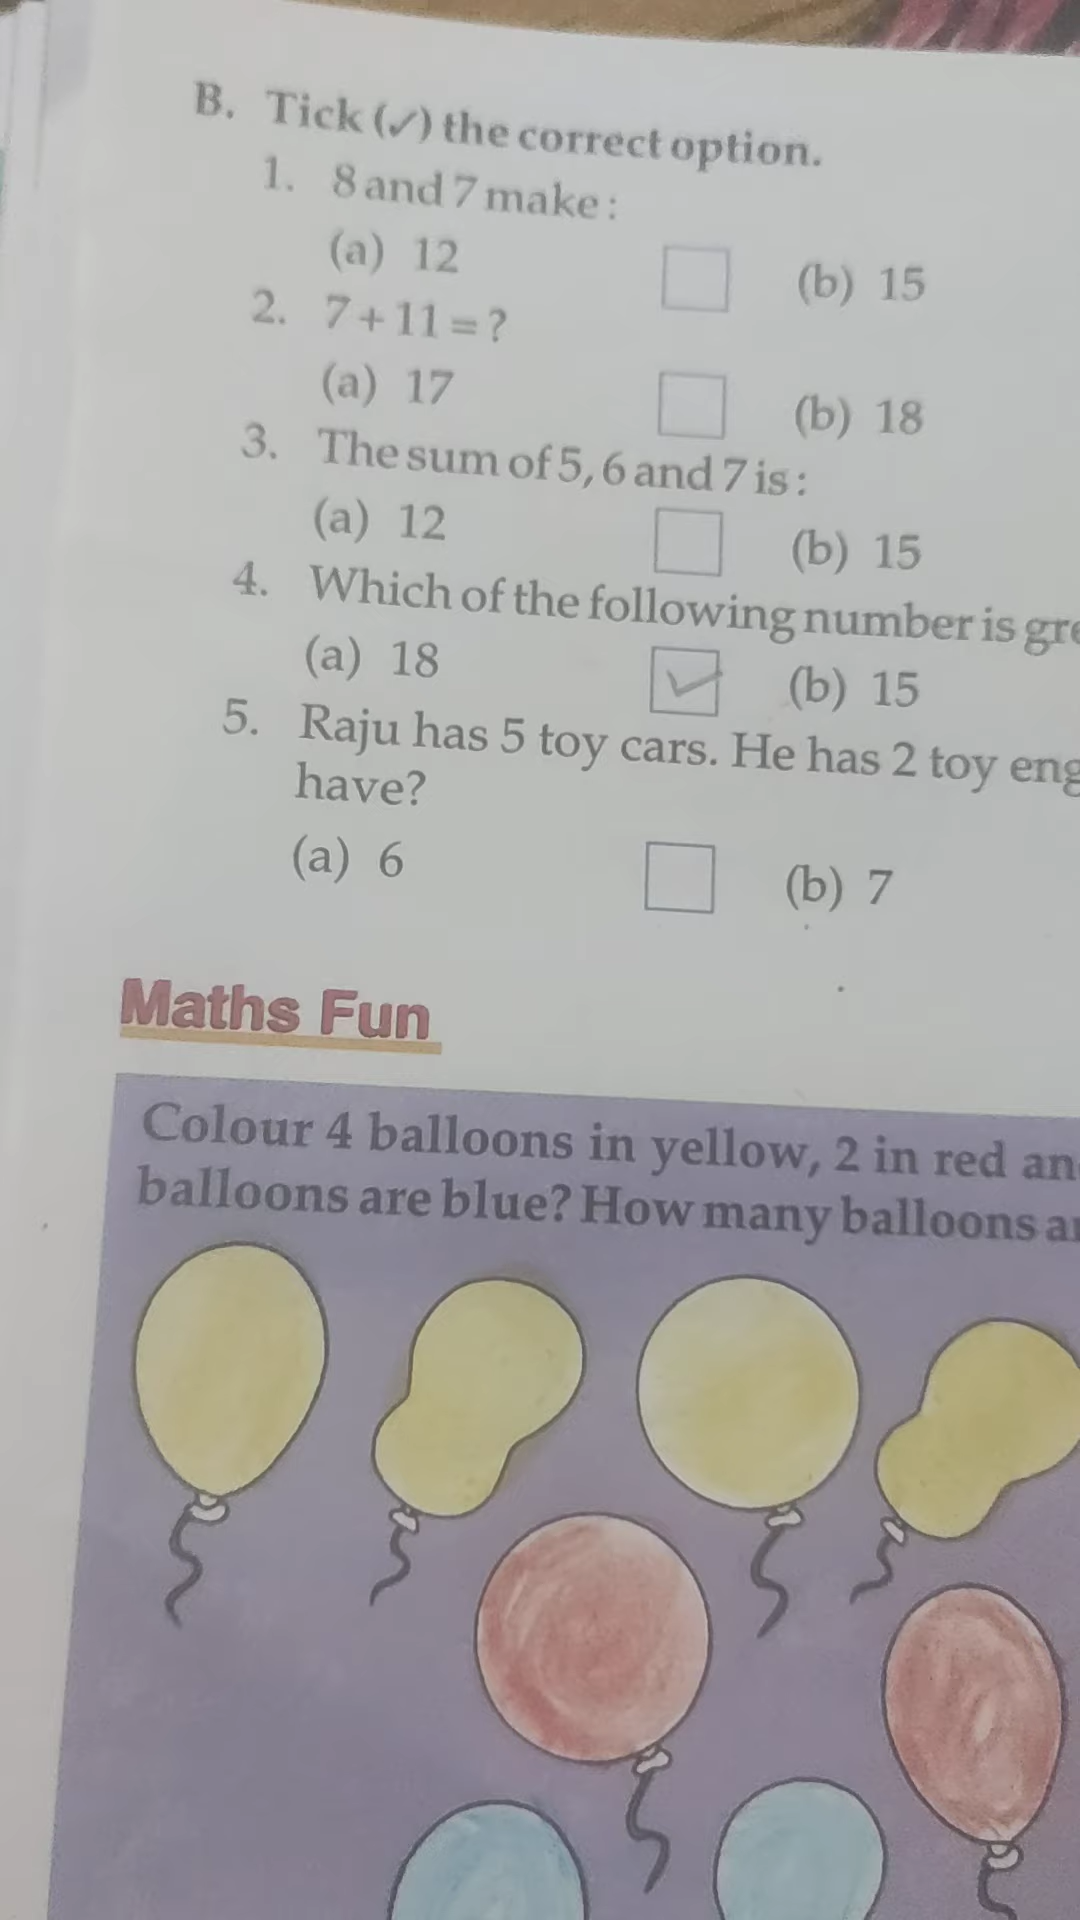 B. Tick (✓) the correct option.
1. 8 and 7 make :
(a) 12 (b) 15
2. 7 + 11 = ?
(a) 17 (b) 18
3. The sum of 5, 6 and 7 is :
(a) 12 (b) 15
4. Which of the following number is
(a) 18 ✓ (b) 15
5. Raju has 5 toy cars. He has 2 toy
have?
(a) 6 (b) 7
Maths Fun
Colour 4 balloons in yellow, 2 in red
balloons are blue? How many balloons